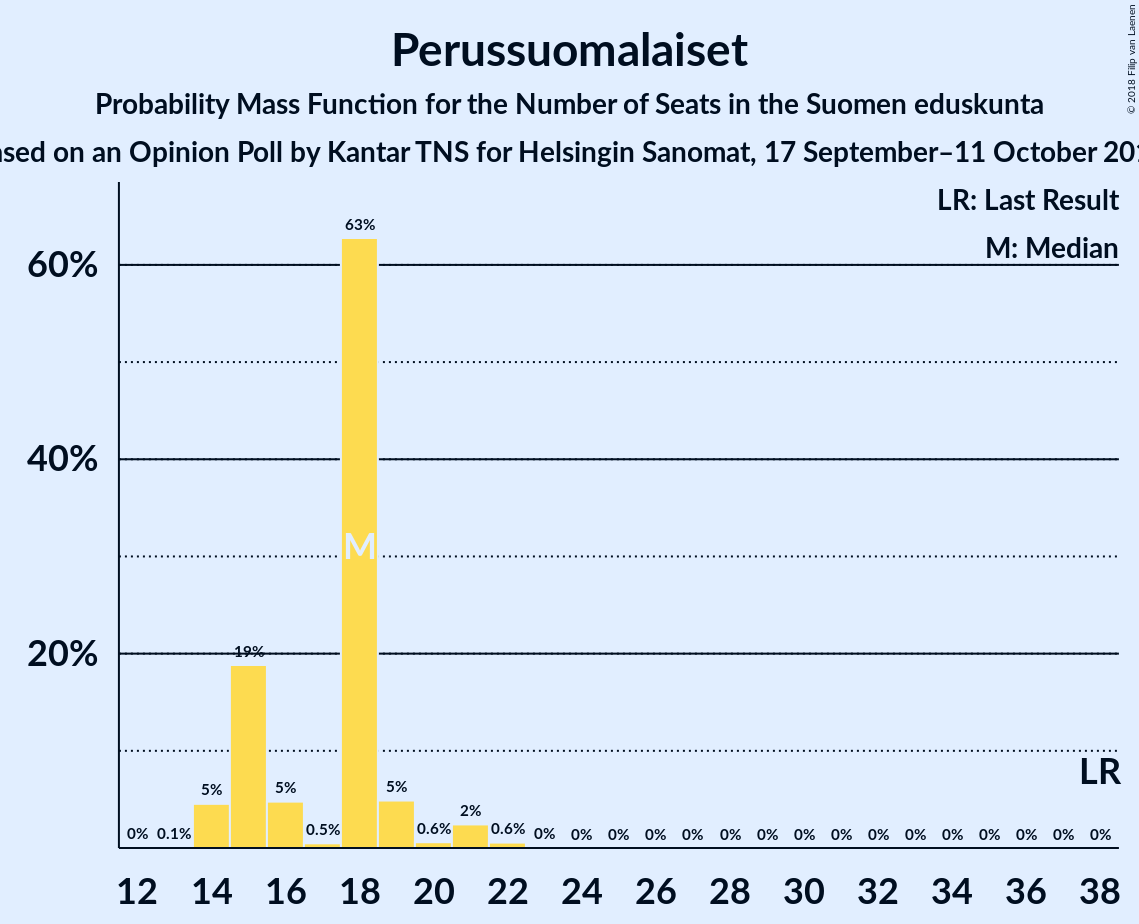 Perussuomalaiset
Probability Mass Function for the Number of Seats in the Suomen eduskunta
on an Opinion Poll by Kantar TNS for Helsingin Sanomat, 17 September–11 October
© 2018 Filip van Laenen
LR: Last Result
M: Median
60%
40%
20%
0% 0.1% 5% 19% 5% 0.5% 63% 5% 0.6% 2% 0.6% 0% 0% 0% 0% 0% 0% 0% 0% 0% 0% 0% 0% 0% 0% 0% 0%
M
LR
12 14 16 18 20 22 24 26 28 30 32 34 36 38